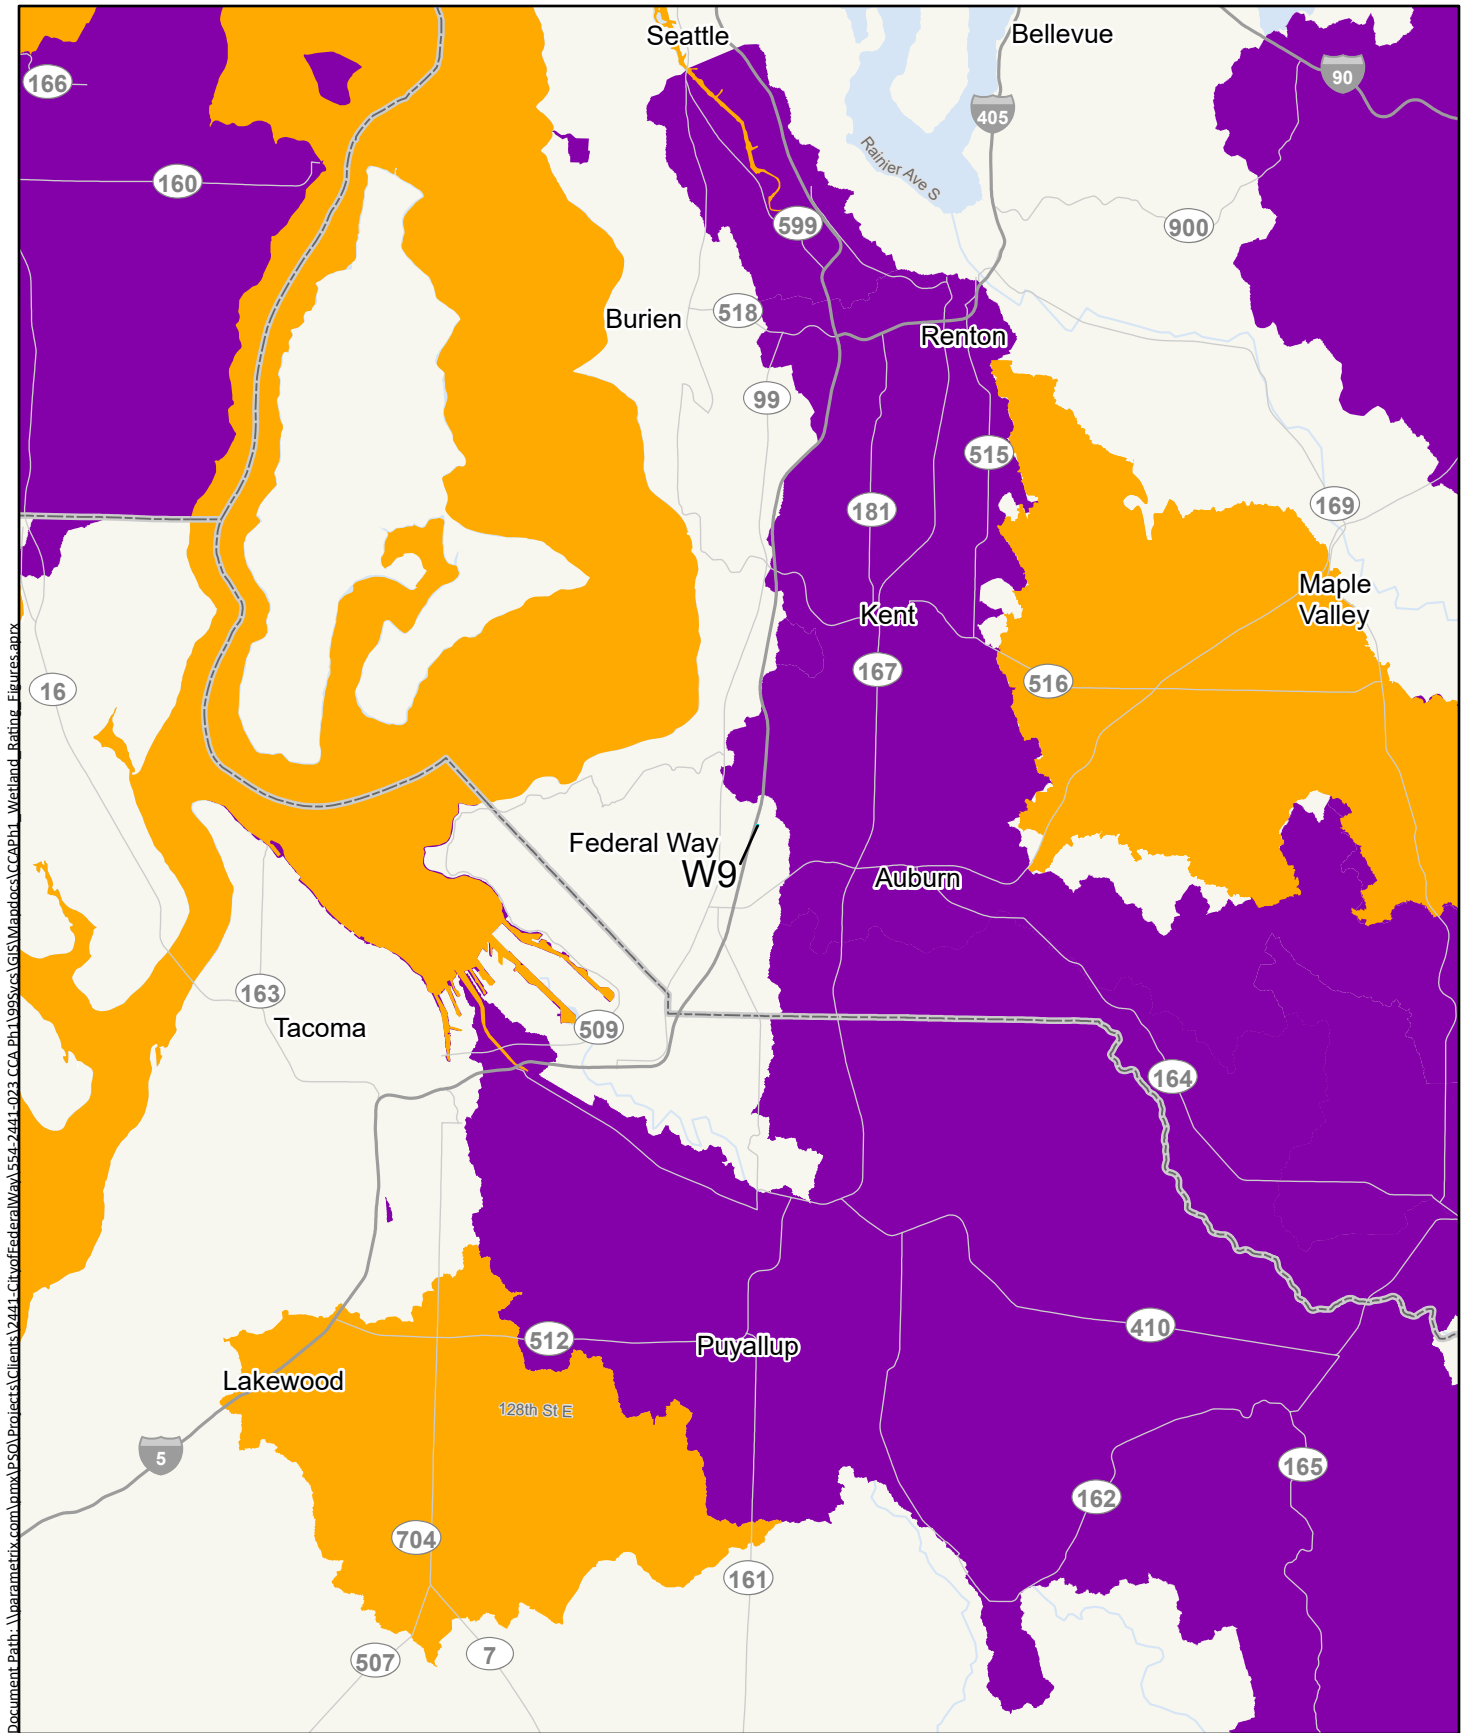 Seattle
Bellevue
166
90
405
Rainier Ave S
160
599
900
518
Burien
Renton
99
515
181
169
Maple
Valley
Kent
167
516
16
Federal Way
W9
Auburn
163
Tacoma
509
164
512
Puyallup
410
Lakewood
128th St E
5
165
162
704
161
507
7
Document Path: \\parametrix.com\pmx\PSO\Projects\Clients\2441-CityofFederalWay\554-2441-023 CCA Ph1\99Svcs\GIS\Mapdocs\CCAPh1_Wetland_Rating_Figures.aprx